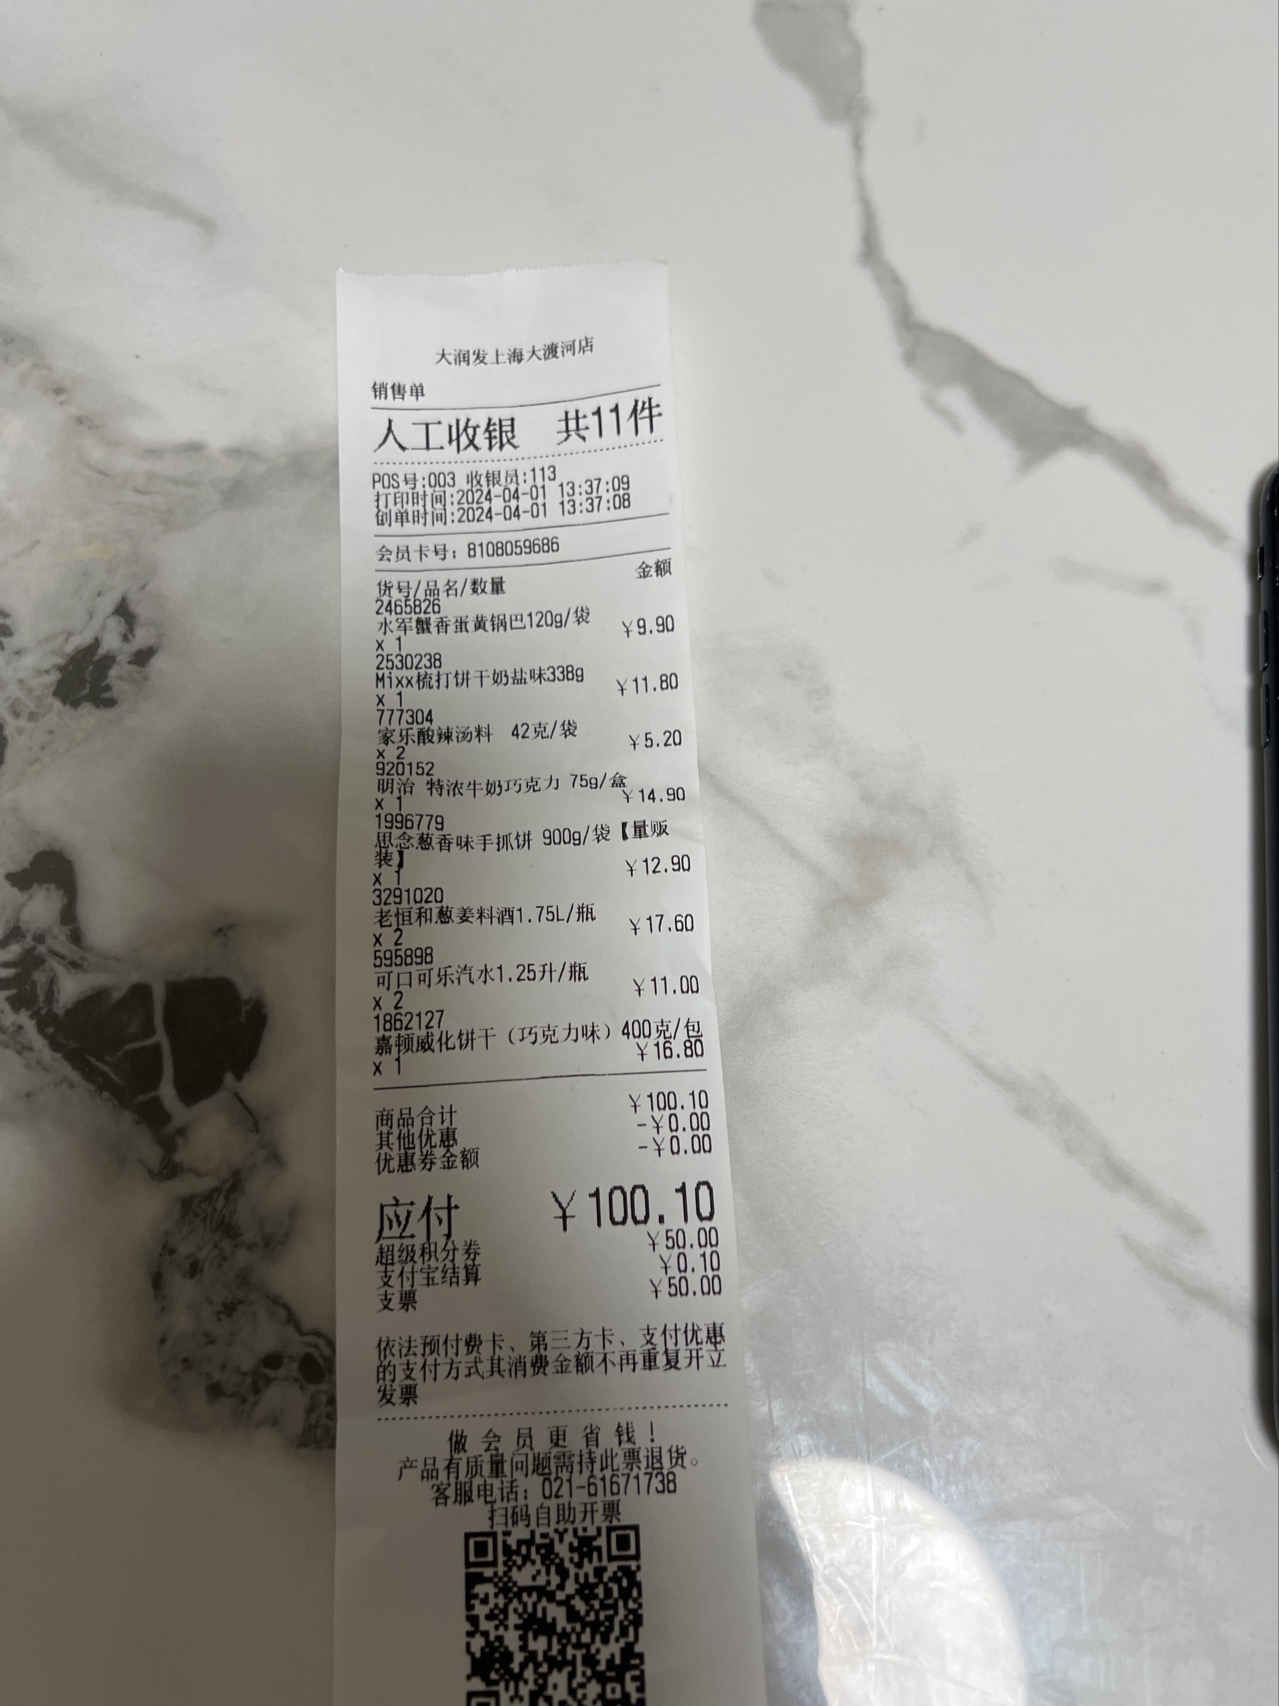 大润发上海大渡河店
销售单
人工收银 共11件
POS号:003 收银员:113
打印时间:2024-04-01 13:37:09
创单时间:2024-04-01 13:37:08
会员卡号：8108059686
货号/品名/数量 金额
2465826
水军蟹香蛋黄锅巴120g/袋 ￥9.90
x 1
2530238
Mixx梳打饼干奶盐味338g ￥11.80
x 1
777304
家乐酸辣汤料 42克/袋 ￥5.20
x 2
920152
明治 特浓牛奶巧克力 75g/盒 ￥14.90
x 1
1996779
思念葱香味手抓饼 900g/袋【量贩
装】 ￥12.90
x 1
3291020
老恒和葱姜料酒1.75L/瓶 ￥17.60
x 2
595898
可口可乐汽水1.25升/瓶 ￥11.00
x 2
1862127
嘉顿威化饼干（巧克力味）400克/包
x 1 ￥16.80
商品合计 ￥100.10
其他优惠 -￥0.00
优惠券金额 -￥0.00
应付 ￥100.10
超级积分券 ￥50.00
支付宝结算 ￥0.10
支票 ￥50.00
依法预付费卡、第三方卡、支付优惠
的支付方式其消费金额不再重复开立
发票
做会员更省钱！
产品有质量问题需持此票退货。
客服电话：021-61671738
扫码自助开票